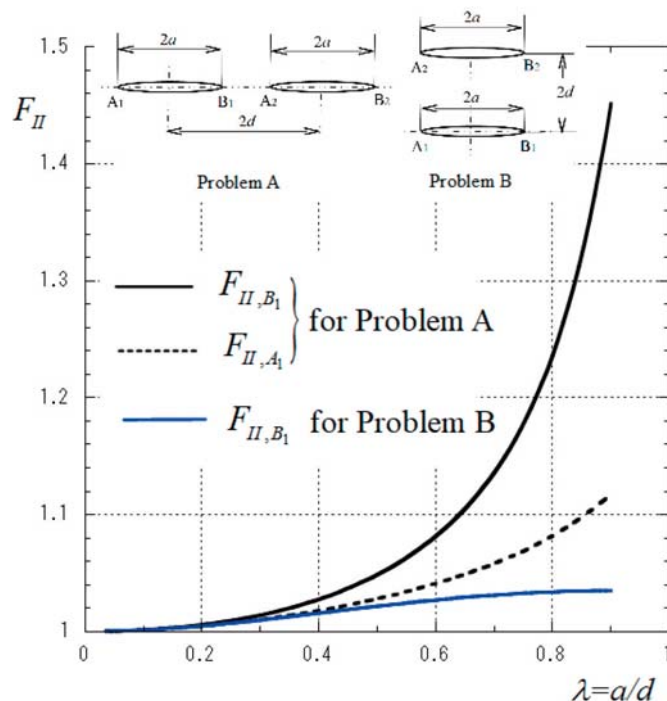 1.5
2a
2a
2a
A1 B1 A2 B2
A2 B2
2d
2a
2d
A1 B1
F_II
1.4
Problem A
Problem B
1.3
F_II,B1
F_II,A1
for Problem A
1.2
F_II,B1 for Problem B
1.1
1
0 0.2 0.4 0.6 0.8 1
λ=a/d